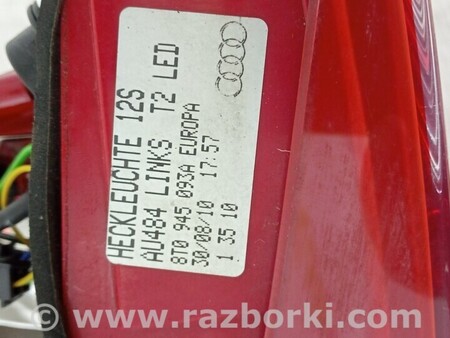 HECKLEUCHTE 12S
AU484 LINKS T2 LED
8T0 945 093A EUROPA
30/08/10 17:57
1 35 10
www.razborki.com